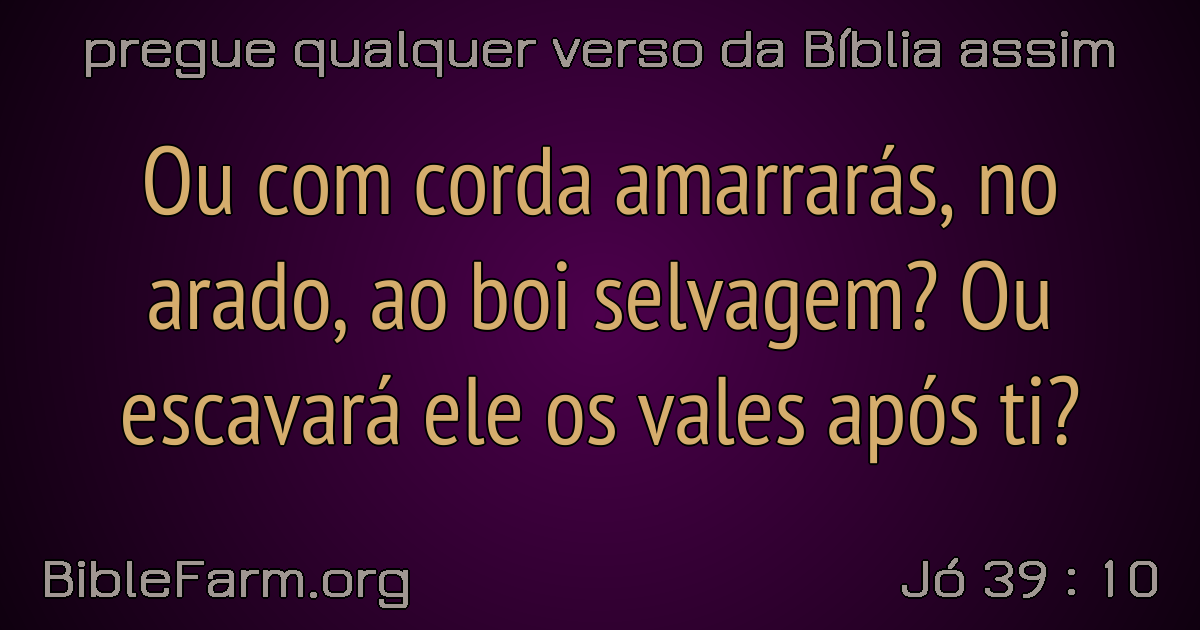 pregue qualquer verso da Bíblia assim
Ou com corda amarrarás, no
arado, ao boi selvagem? Ou
escavará ele os vales após ti?
BibleFarm.org
Jó 39 : 10